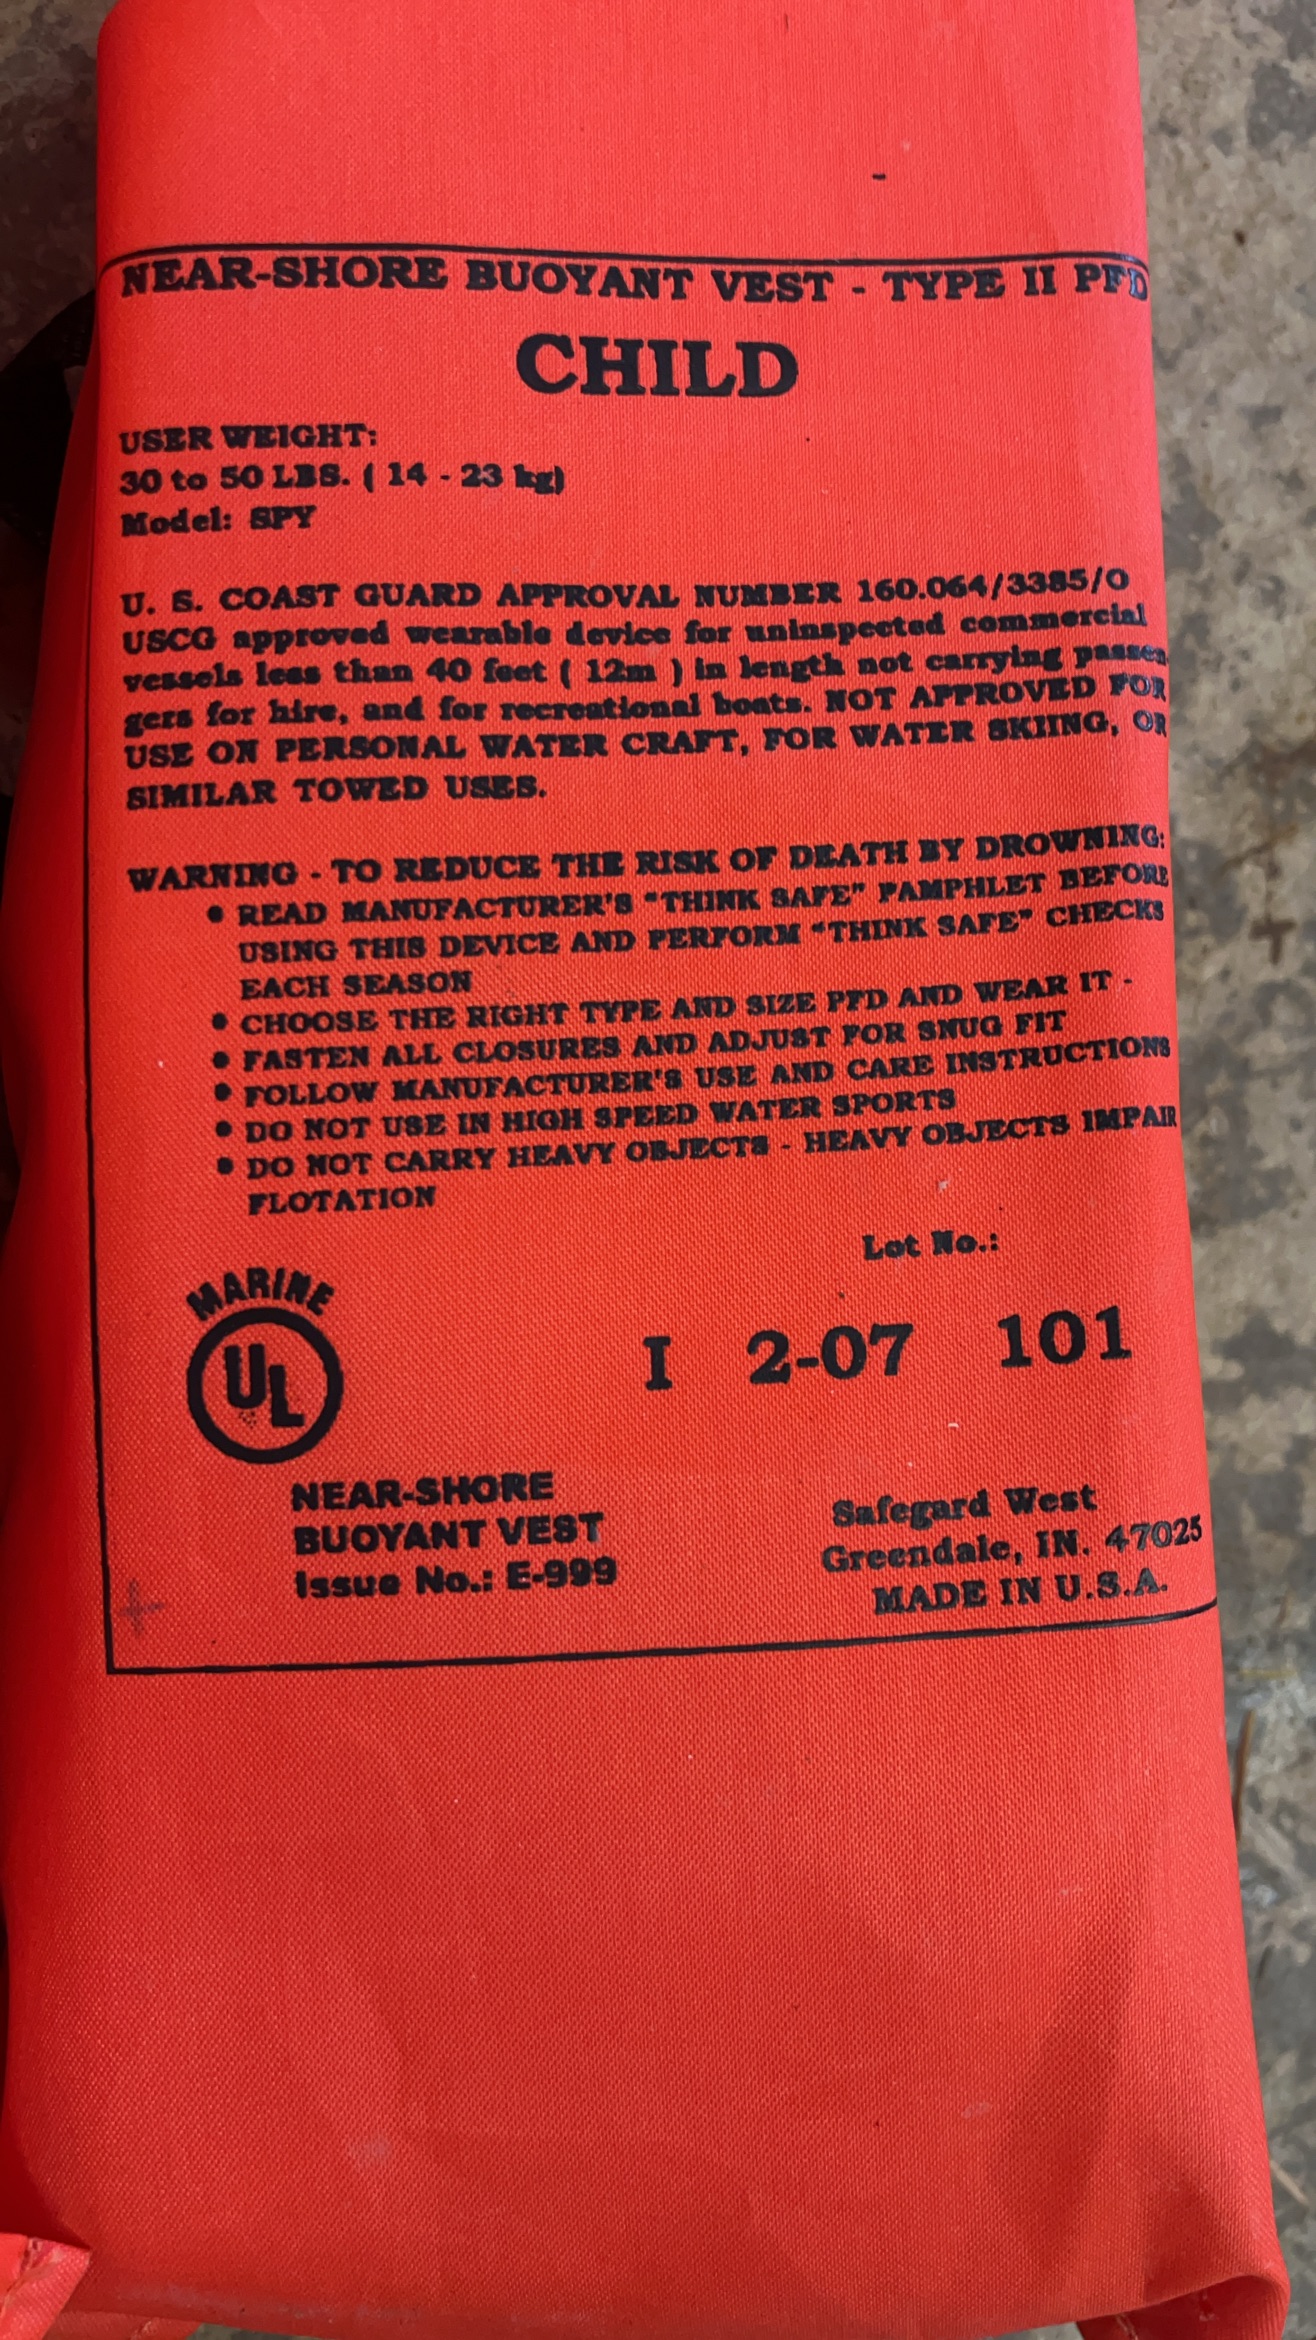 NEAR-SHORE BUOYANT VEST - TYPE II PFD
CHILD
USER WEIGHT:
30 to 50 LBS. ( 14 - 23 kg)
Model: SPY
U. S. COAST GUARD APPROVAL NUMBER 160.064/3385/O
USCG approved wearable device for uninspected commercial
vessels less than 40 feet ( 12m ) in length not carrying passen
gers for hire, and for recreational boats. NOT APPROVED FOR
USE ON PERSONAL WATER CRAFT, FOR WATER SKIING, OR
SIMILAR TOWED USES.
WARNING - TO REDUCE THE RISK OF DEATH BY DROWNING:
• READ MANUFACTURER'S "THINK SAFE" PAMPHLET BEFORE
USING THIS DEVICE AND PERFORM "THINK SAFE" CHECKS
EACH SEASON
• CHOOSE THE RIGHT TYPE AND SIZE PFD AND WEAR IT -
• FASTEN ALL CLOSURES AND ADJUST FOR SNUG FIT
• FOLLOW MANUFACTURER'S USE AND CARE INSTRUCTIONS
• DO NOT USE IN HIGH SPEED WATER SPORTS
• DO NOT CARRY HEAVY OBJECTS - HEAVY OBJECTS IMPAIR
FLOTATION
Lot No.:
I 2-07 101
MARINE
UL
NEAR-SHORE
BUOYANT VEST
Issue No.: E-999
Safegard West
Greendale, IN. 47025
MADE IN U.S.A.